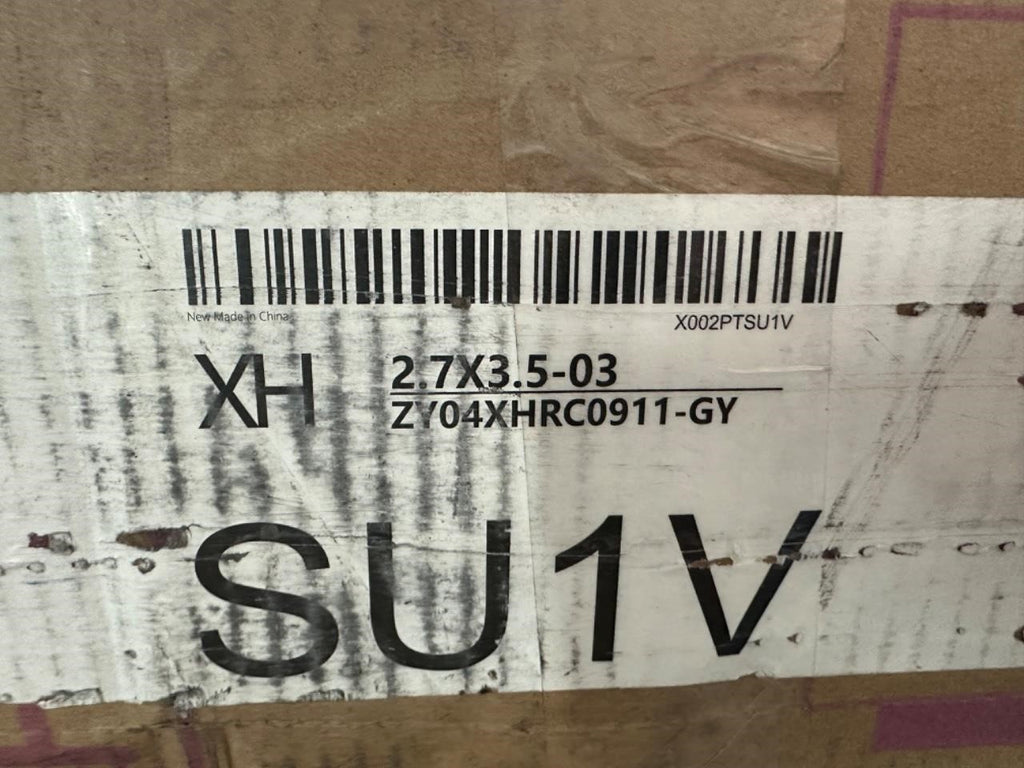 New Made in China
X002PTSU1V
XH
2.7X3.5-03
ZY04XHRC0911-GY
SU1V